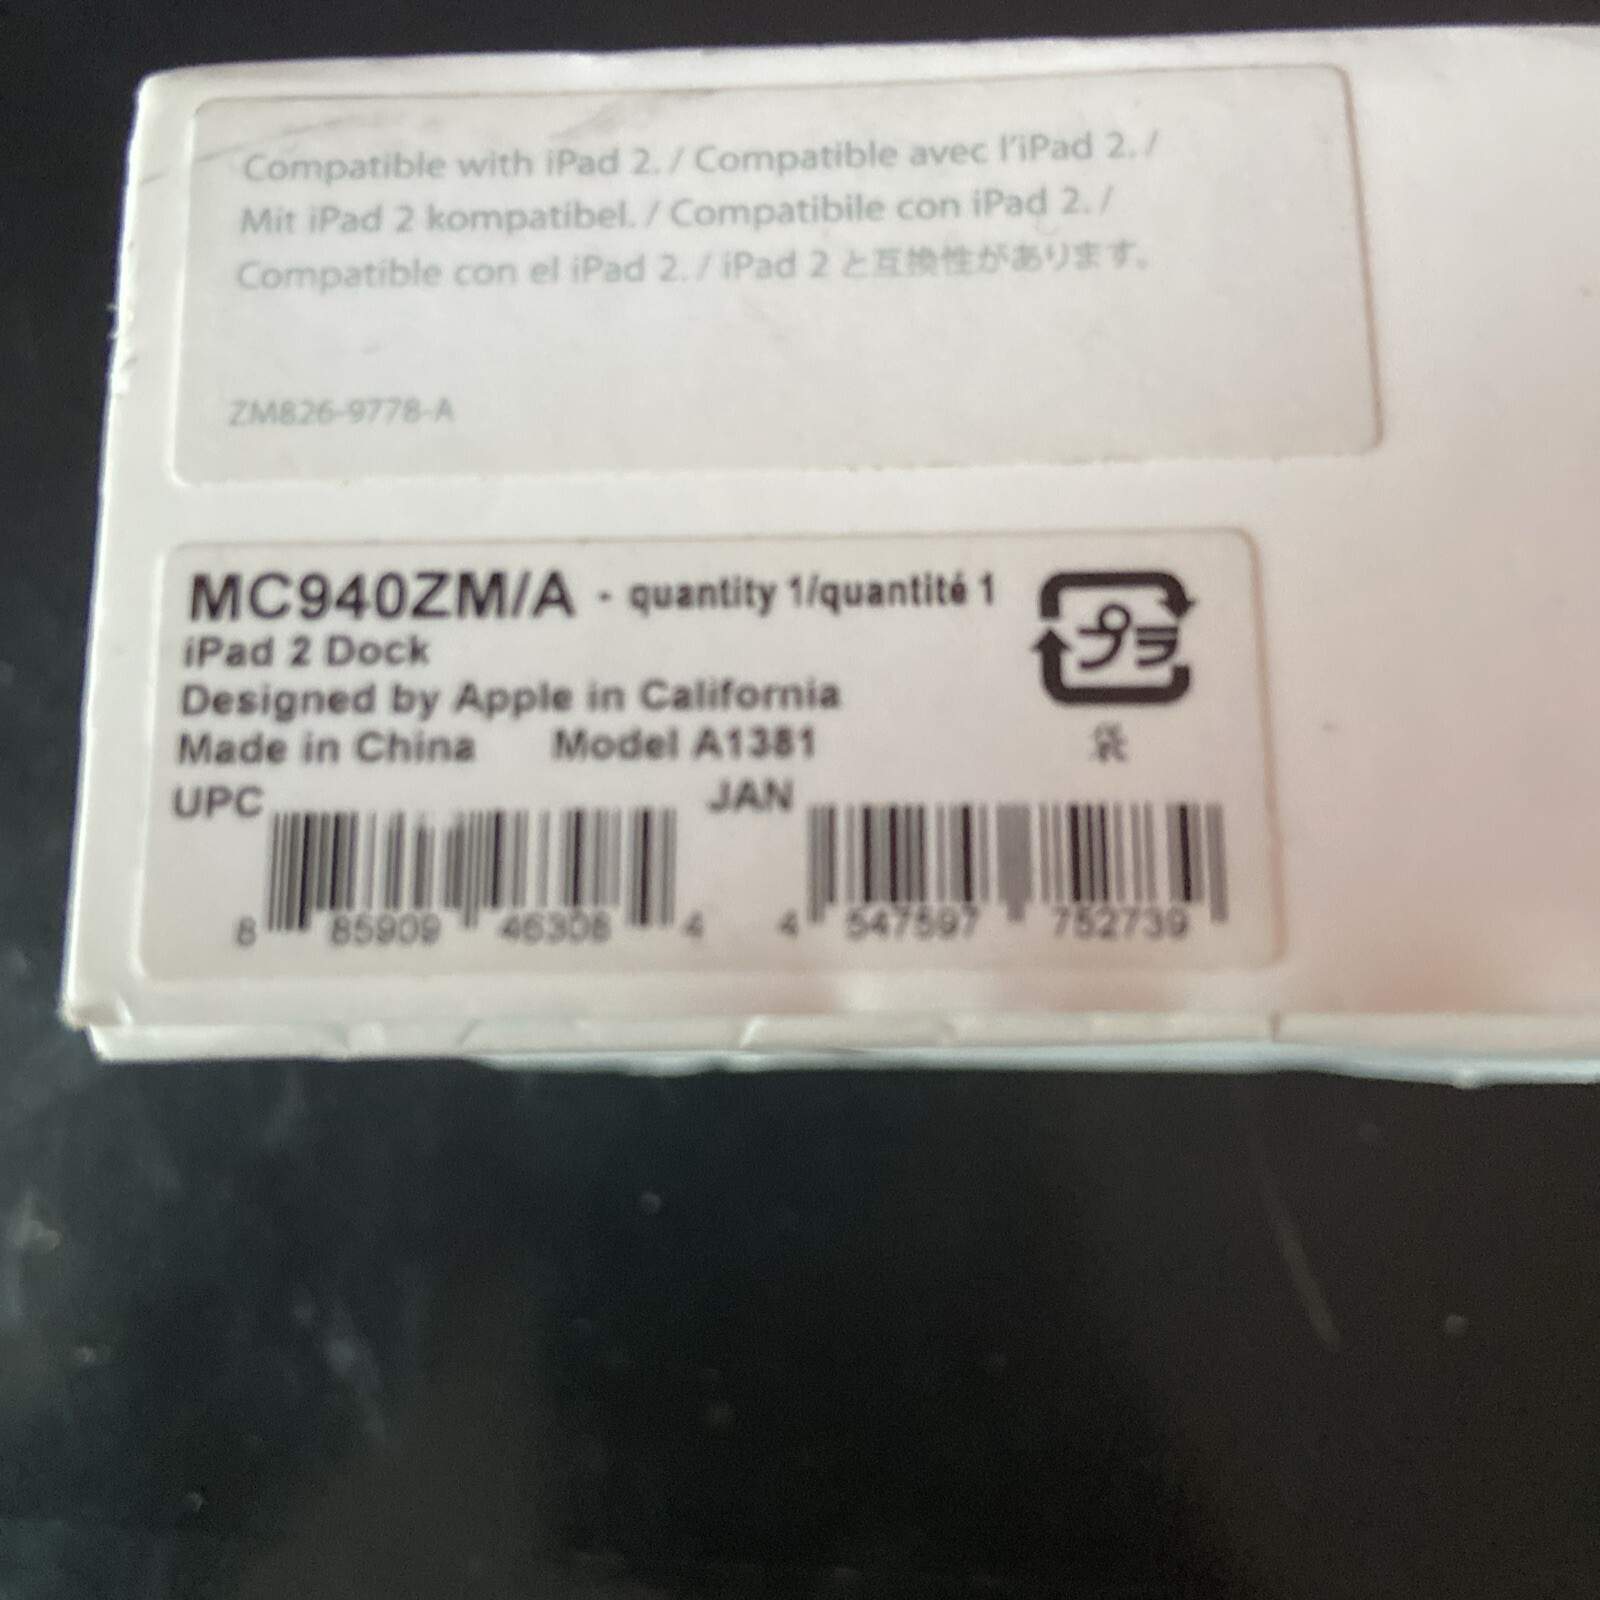 Compatible with iPad 2. / Compatible avec l'iPad 2. /
Mit iPad 2 kompatibel. / Compatibile con iPad 2. /
Compatible con el iPad 2. / iPad 2 と互換性があります。
ZM826-9778-A
MC940ZM/A - quantity 1/quantité 1
iPad 2 Dock
Designed by Apple in California
Made in China Model A1381
プラ
袋
UPC JAN
8 85909 46308 4 4 547597 752739